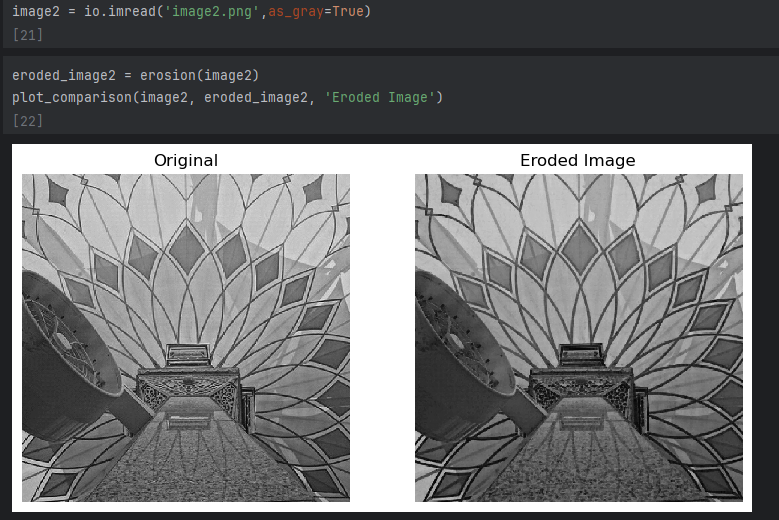 image2 = io.imread('image2.png',as_gray=True)
[21]
eroded_image2 = erosion(image2)
plot_comparison(image2, eroded_image2, 'Eroded Image')
[22]
Original
Eroded Image